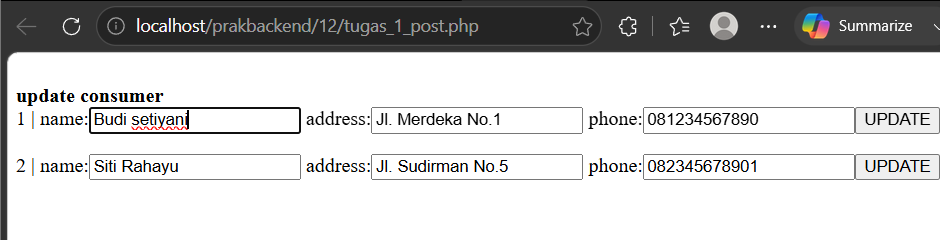 localhost/prakbackend/12/tugas_1_post.php Summarize
update consumer
1 | name: Budi setiyani address: Jl. Merdeka No.1 phone: 081234567890 UPDATE
2 | name: Siti Rahayu address: Jl. Sudirman No.5 phone: 082345678901 UPDATE